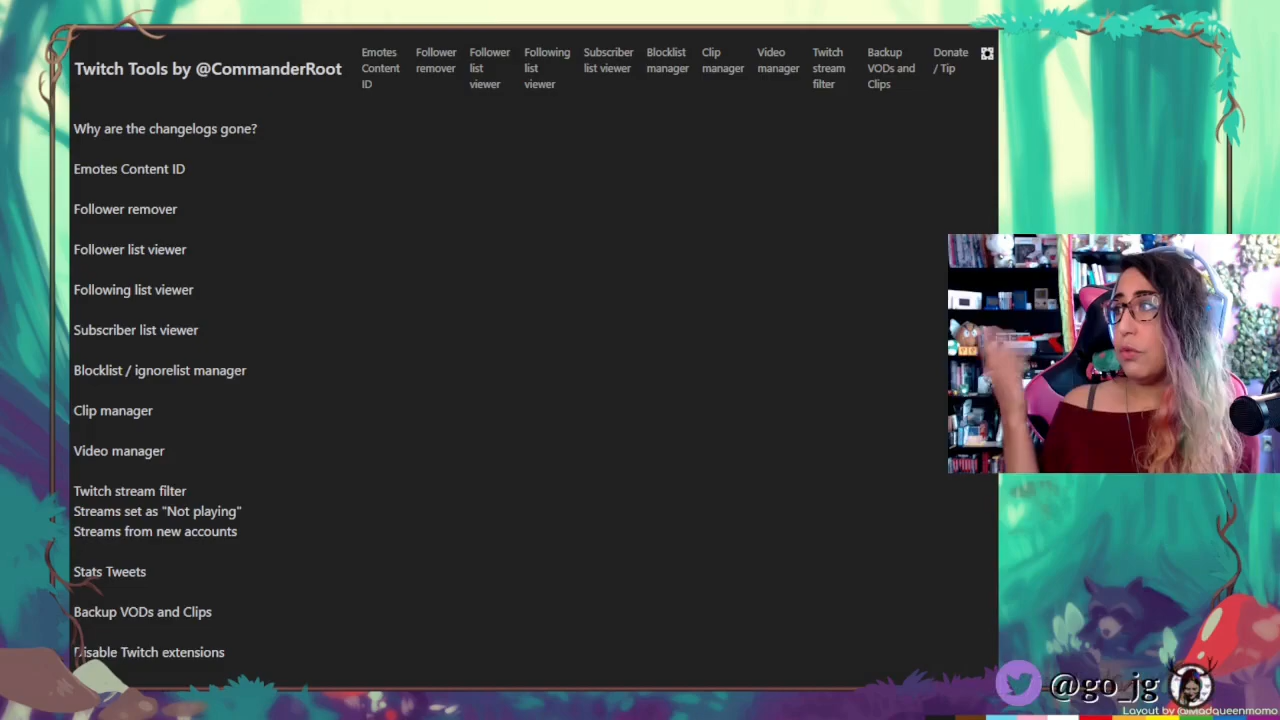 Twitch Tools by @CommanderRoot
Emotes
Content
ID
Follower
remover
Follower
list
viewer
Following
list
viewer
Subscriber
list viewer
Blocklist
manager
Clip
manager
Video
manager
Twitch
stream
filter
Backup
VODs and
Clips
Donate
/ Tip
Why are the changelogs gone?
Emotes Content ID
Follower remover
Follower list viewer
Following list viewer
Subscriber list viewer
Blocklist / ignorelist manager
Clip manager
Video manager
Twitch stream filter
Streams set as "Not playing"
Streams from new accounts
Stats Tweets
Backup VODs and Clips
Disable Twitch extensions
@go_jg
Layout by @Madqueenmomo